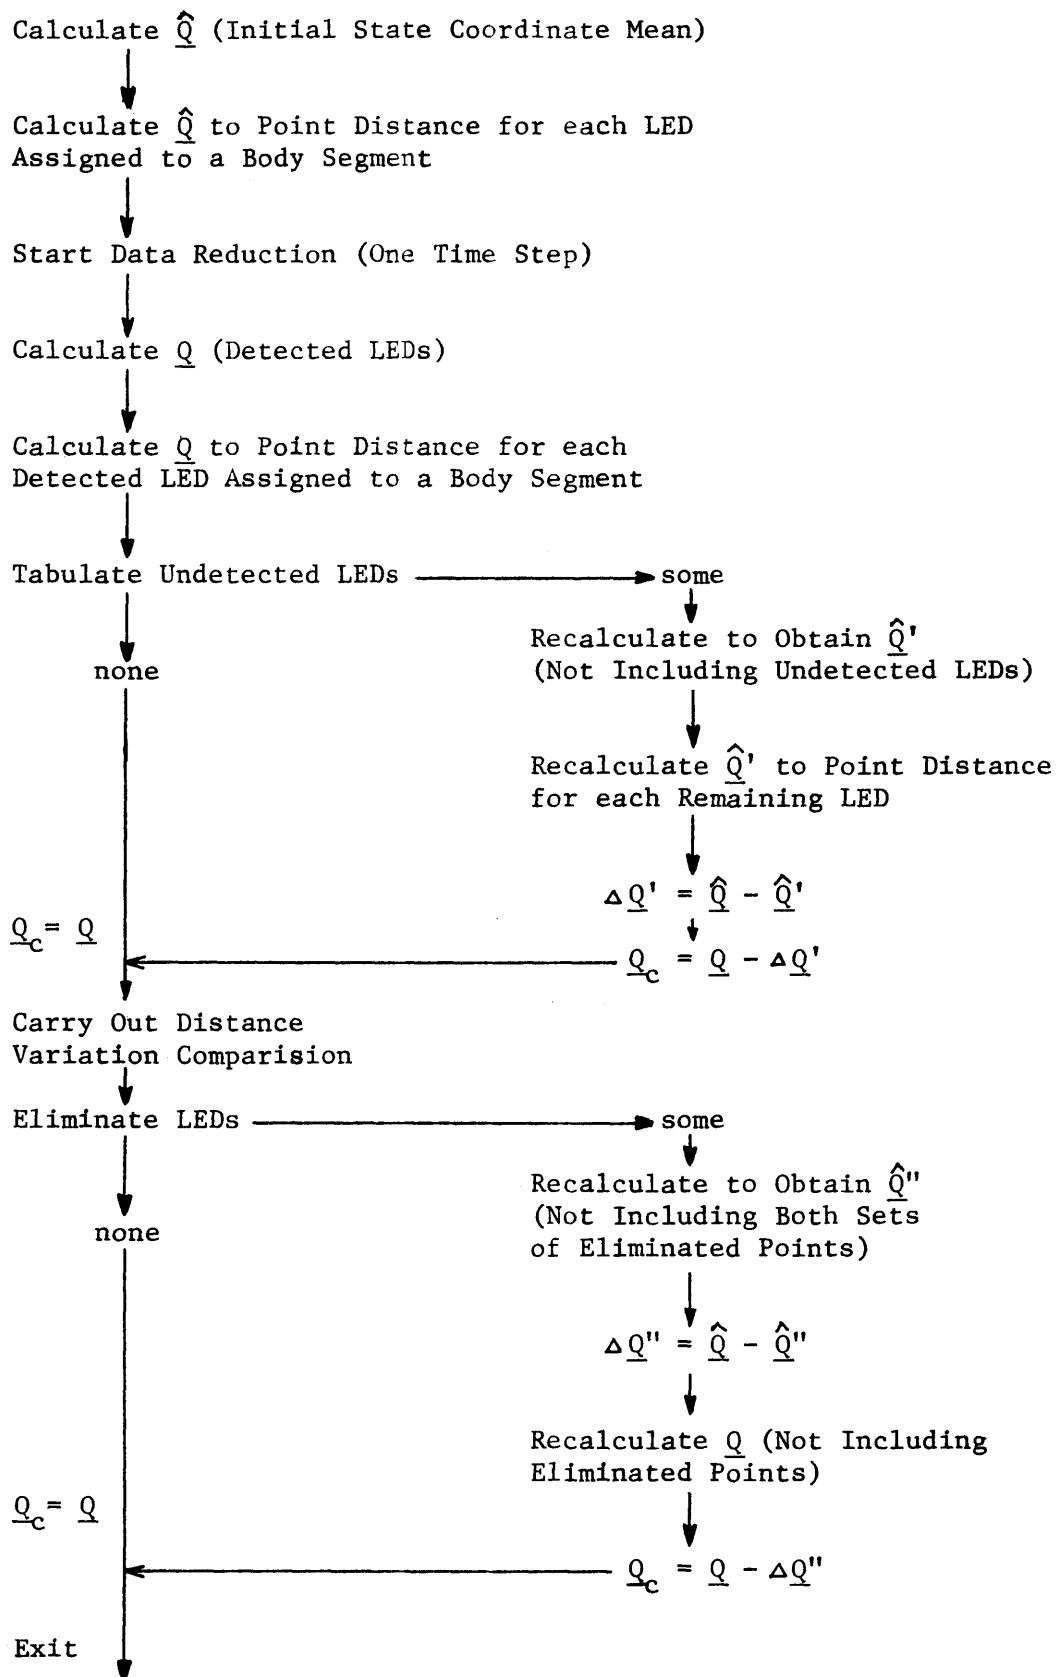 Calculate Q̲̂ (Initial State Coordinate Mean)
Calculate Q̲̂ to Point Distance for each LED
Assigned to a Body Segment
Start Data Reduction (One Time Step)
Calculate Q̲ (Detected LEDs)
Calculate Q̲ to Point Distance for each
Detected LED Assigned to a Body Segment
Tabulate Undetected LEDs
some
none
Recalculate to Obtain Q̲̂'
(Not Including Undetected LEDs)
Recalculate Q̲̂' to Point Distance
for each Remaining LED
ΔQ̲' = Q̲̂ - Q̲̂'
Q̲c = Q̲
Q̲c = Q̲ - ΔQ̲'
Carry Out Distance
Variation Comparision
Eliminate LEDs
some
none
Recalculate to Obtain Q̲̂"
(Not Including Both Sets
of Eliminated Points)
ΔQ̲" = Q̲̂ - Q̲̂"
Recalculate Q̲ (Not Including
Eliminated Points)
Q̲c = Q̲
Q̲c = Q̲ - ΔQ̲"
Exit